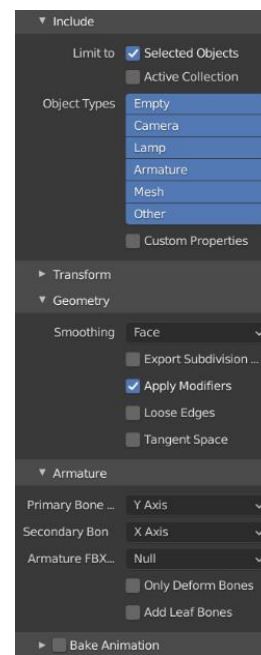 Include
Limit to Selected Objects
Active Collection
Object Types Empty
Camera
Lamp
Armature
Mesh
Other
Custom Properties
Transform
Geometry
Smoothing Face
Export Subdivision ...
Apply Modifiers
Loose Edges
Tangent Space
Armature
Primary Bone ... Y Axis
Secondary Bon X Axis
Armature FBX... Null
Only Deform Bones
Add Leaf Bones
Bake Animation